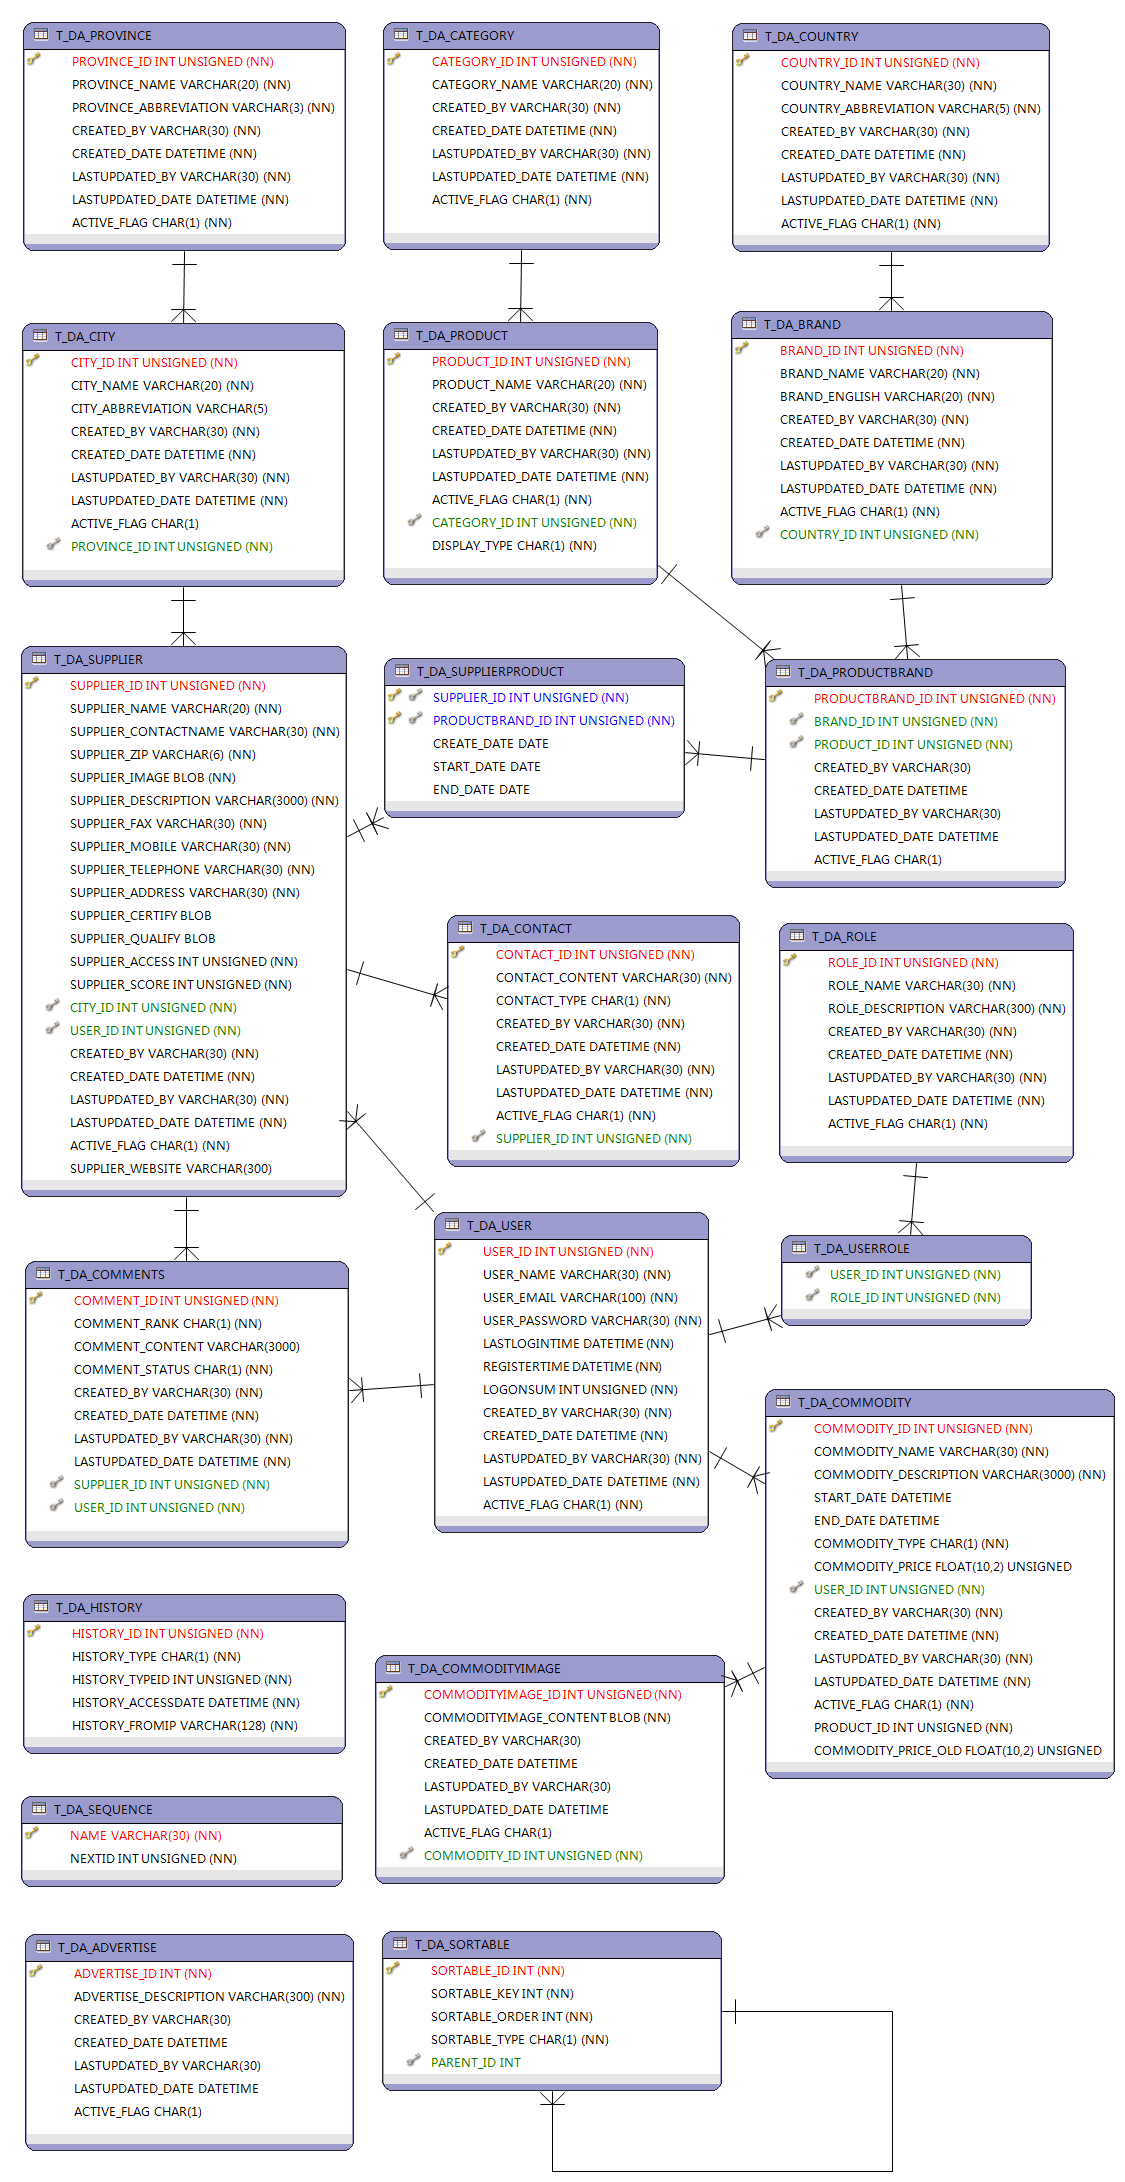 T_DA_PROVINCE
PROVINCE_ID INT UNSIGNED (NN)
PROVINCE_NAME VARCHAR(20) (NN)
PROVINCE_ABBREVIATION VARCHAR(3) (NN)
CREATED_BY VARCHAR(30) (NN)
CREATED_DATE DATETIME (NN)
LASTUPDATED_BY VARCHAR(30) (NN)
LASTUPDATED_DATE DATETIME (NN)
ACTIVE_FLAG CHAR(1) (NN)
T_DA_CATEGORY
CATEGORY_ID INT UNSIGNED (NN)
CATEGORY_NAME VARCHAR(20) (NN)
CREATED_BY VARCHAR(30) (NN)
CREATED_DATE DATETIME (NN)
LASTUPDATED_BY VARCHAR(30) (NN)
LASTUPDATED_DATE DATETIME (NN)
ACTIVE_FLAG CHAR(1) (NN)
T_DA_COUNTRY
COUNTRY_ID INT UNSIGNED (NN)
COUNTRY_NAME VARCHAR(30) (NN)
COUNTRY_ABBREVIATION VARCHAR(5) (NN)
CREATED_BY VARCHAR(30) (NN)
CREATED_DATE DATETIME (NN)
LASTUPDATED_BY VARCHAR(30) (NN)
LASTUPDATED_DATE DATETIME (NN)
ACTIVE_FLAG CHAR(1) (NN)
T_DA_CITY
CITY_ID INT UNSIGNED (NN)
CITY_NAME VARCHAR(20) (NN)
CITY_ABBREVIATION VARCHAR(5)
CREATED_BY VARCHAR(30) (NN)
CREATED_DATE DATETIME (NN)
LASTUPDATED_BY VARCHAR(30) (NN)
LASTUPDATED_DATE DATETIME (NN)
ACTIVE_FLAG CHAR(1)
PROVINCE_ID INT UNSIGNED (NN)
T_DA_PRODUCT
PRODUCT_ID INT UNSIGNED (NN)
PRODUCT_NAME VARCHAR(20) (NN)
CREATED_BY VARCHAR(30) (NN)
CREATED_DATE DATETIME (NN)
LASTUPDATED_BY VARCHAR(30) (NN)
LASTUPDATED_DATE DATETIME (NN)
ACTIVE_FLAG CHAR(1) (NN)
CATEGORY_ID INT UNSIGNED (NN)
DISPLAY_TYPE CHAR(1) (NN)
T_DA_BRAND
BRAND_ID INT UNSIGNED (NN)
BRAND_NAME VARCHAR(20) (NN)
BRAND_ENGLISH VARCHAR(20) (NN)
CREATED_BY VARCHAR(30) (NN)
CREATED_DATE DATETIME (NN)
LASTUPDATED_BY VARCHAR(30) (NN)
LASTUPDATED_DATE DATETIME (NN)
ACTIVE_FLAG CHAR(1) (NN)
COUNTRY_ID INT UNSIGNED (NN)
T_DA_SUPPLIER
SUPPLIER_ID INT UNSIGNED (NN)
SUPPLIER_NAME VARCHAR(20) (NN)
SUPPLIER_CONTACTNAME VARCHAR(30) (NN)
SUPPLIER_ZIP VARCHAR(6) (NN)
SUPPLIER_IMAGE BLOB (NN)
SUPPLIER_DESCRIPTION VARCHAR(3000) (NN)
SUPPLIER_FAX VARCHAR(30) (NN)
SUPPLIER_MOBILE VARCHAR(30) (NN)
SUPPLIER_TELEPHONE VARCHAR(30) (NN)
SUPPLIER_ADDRESS VARCHAR(30) (NN)
SUPPLIER_CERTIFY BLOB
SUPPLIER_QUALIFY BLOB
SUPPLIER_ACCESS INT UNSIGNED (NN)
SUPPLIER_SCORE INT UNSIGNED (NN)
CITY_ID INT UNSIGNED (NN)
USER_ID INT UNSIGNED (NN)
CREATED_BY VARCHAR(30) (NN)
CREATED_DATE DATETIME (NN)
LASTUPDATED_BY VARCHAR(30) (NN)
LASTUPDATED_DATE DATETIME (NN)
ACTIVE_FLAG CHAR(1) (NN)
SUPPLIER_WEBSITE VARCHAR(300)
T_DA_SUPPLIERPRODUCT
SUPPLIER_ID INT UNSIGNED (NN)
PRODUCTBRAND_ID INT UNSIGNED (NN)
CREATE_DATE DATE
START_DATE DATE
END_DATE DATE
T_DA_PRODUCTBRAND
PRODUCTBRAND_ID INT UNSIGNED (NN)
BRAND_ID INT UNSIGNED (NN)
PRODUCT_ID INT UNSIGNED (NN)
CREATED_BY VARCHAR(30)
CREATED_DATE DATETIME
LASTUPDATED_BY VARCHAR(30)
LASTUPDATED_DATE DATETIME
ACTIVE_FLAG CHAR(1)
T_DA_CONTACT
CONTACT_ID INT UNSIGNED (NN)
CONTACT_CONTENT VARCHAR(30) (NN)
CONTACT_TYPE CHAR(1) (NN)
CREATED_BY VARCHAR(30) (NN)
CREATED_DATE DATETIME (NN)
LASTUPDATED_BY VARCHAR(30) (NN)
LASTUPDATED_DATE DATETIME (NN)
ACTIVE_FLAG CHAR(1) (NN)
SUPPLIER_ID INT UNSIGNED (NN)
T_DA_ROLE
ROLE_ID INT UNSIGNED (NN)
ROLE_NAME VARCHAR(30) (NN)
ROLE_DESCRIPTION VARCHAR(300) (NN)
CREATED_BY VARCHAR(30) (NN)
CREATED_DATE DATETIME (NN)
LASTUPDATED_BY VARCHAR(30) (NN)
LASTUPDATED_DATE DATETIME (NN)
ACTIVE_FLAG CHAR(1) (NN)
T_DA_COMMENTS
COMMENT_ID INT UNSIGNED (NN)
COMMENT_RANK CHAR(1) (NN)
COMMENT_CONTENT VARCHAR(3000)
COMMENT_STATUS CHAR(1) (NN)
CREATED_BY VARCHAR(30) (NN)
CREATED_DATE DATETIME (NN)
LASTUPDATED_BY VARCHAR(30) (NN)
LASTUPDATED_DATE DATETIME (NN)
SUPPLIER_ID INT UNSIGNED (NN)
USER_ID INT UNSIGNED (NN)
T_DA_USER
USER_ID INT UNSIGNED (NN)
USER_NAME VARCHAR(30) (NN)
USER_EMAIL VARCHAR(100) (NN)
USER_PASSWORD VARCHAR(30) (NN)
LASTLOGINTIME DATETIME (NN)
REGISTERTIME DATETIME (NN)
LOGONSUM INT UNSIGNED (NN)
CREATED_BY VARCHAR(30) (NN)
CREATED_DATE DATETIME (NN)
LASTUPDATED_BY VARCHAR(30) (NN)
LASTUPDATED_DATE DATETIME (NN)
ACTIVE_FLAG CHAR(1) (NN)
T_DA_USERROLE
USER_ID INT UNSIGNED (NN)
ROLE_ID INT UNSIGNED (NN)
T_DA_COMMODITY
COMMODITY_ID INT UNSIGNED (NN)
COMMODITY_NAME VARCHAR(30) (NN)
COMMODITY_DESCRIPTION VARCHAR(3000) (NN)
START_DATE DATETIME
END_DATE DATETIME
COMMODITY_TYPE CHAR(1) (NN)
COMMODITY_PRICE FLOAT(10,2) UNSIGNED
USER_ID INT UNSIGNED (NN)
CREATED_BY VARCHAR(30) (NN)
CREATED_DATE DATETIME (NN)
LASTUPDATED_BY VARCHAR(30) (NN)
LASTUPDATED_DATE DATETIME (NN)
ACTIVE_FLAG CHAR(1) (NN)
PRODUCT_ID INT UNSIGNED (NN)
COMMODITY_PRICE_OLD FLOAT(10,2) UNSIGNED
T_DA_HISTORY
HISTORY_ID INT UNSIGNED (NN)
HISTORY_TYPE CHAR(1) (NN)
HISTORY_TYPEID INT UNSIGNED (NN)
HISTORY_ACCESSDATE DATETIME (NN)
HISTORY_FROMIP VARCHAR(128) (NN)
T_DA_COMMODITYIMAGE
COMMODITYIMAGE_ID INT UNSIGNED (NN)
COMMODITYIMAGE_CONTENT BLOB (NN)
CREATED_BY VARCHAR(30)
CREATED_DATE DATETIME
LASTUPDATED_BY VARCHAR(30)
LASTUPDATED_DATE DATETIME
ACTIVE_FLAG CHAR(1)
COMMODITY_ID INT UNSIGNED (NN)
T_DA_SEQUENCE
NAME VARCHAR(30) (NN)
NEXTID INT UNSIGNED (NN)
T_DA_ADVERTISE
ADVERTISE_ID INT (NN)
ADVERTISE_DESCRIPTION VARCHAR(300) (NN)
CREATED_BY VARCHAR(30)
CREATED_DATE DATETIME
LASTUPDATED_BY VARCHAR(30)
LASTUPDATED_DATE DATETIME
ACTIVE_FLAG CHAR(1)
T_DA_SORTABLE
SORTABLE_ID INT (NN)
SORTABLE_KEY INT (NN)
SORTABLE_ORDER INT (NN)
SORTABLE_TYPE CHAR(1) (NN)
PARENT_ID INT